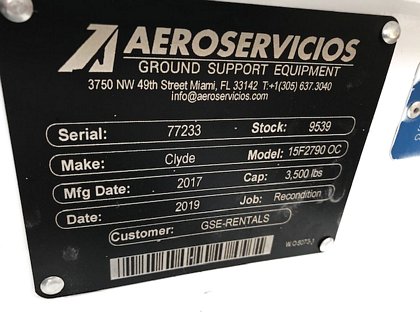 AEROSERVICIOS
GROUND SUPPORT EQUIPMENT
3750 NW 49th Street Miami, FL 33142 T:+1(305) 637.3040
info@aeroservicios.com
Serial: 77233 Stock: 9539
Make: Clyde Model: 15F2790 OC
Mfg Date: 2017 Cap: 3,500 lbs
Date: 2019 Job: Recondition
Customer: GSE-RENTALS
W.O.5073-1